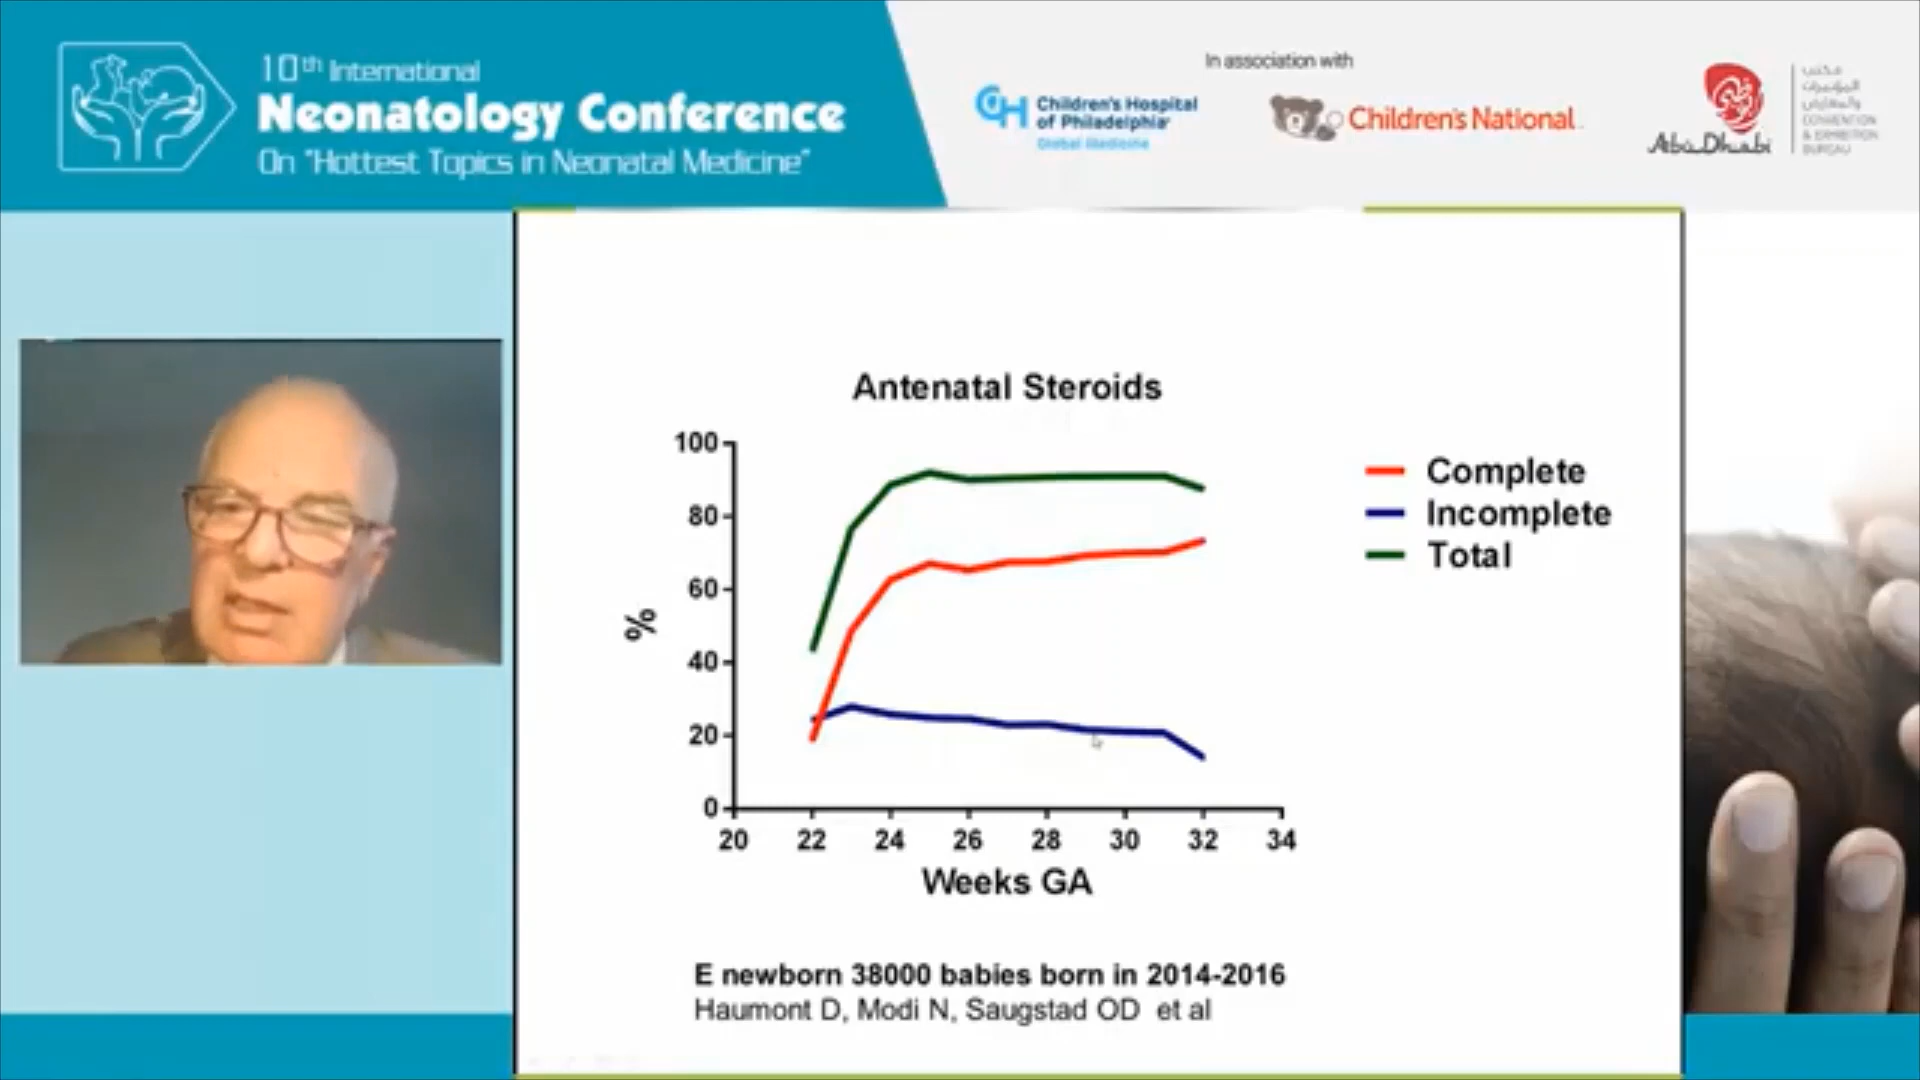 10th International
Neonatology Conference
On "Hottest Topics in Neonatal Medicine"
In association with
Children's Hospital
of Philadelphia
Global Medicine
Children's National
Abu Dhabi
مكتب
المؤتمرات
والمعارض
CONVENTION
& EXHIBITION
BUREAU
Antenatal Steroids
100
80
60
40
20
0
%
20 22 24 26 28 30 32 34
Weeks GA
Complete
Incomplete
Total
E newborn 38000 babies born in 2014-2016
Haumont D, Modi N, Saugstad OD et al